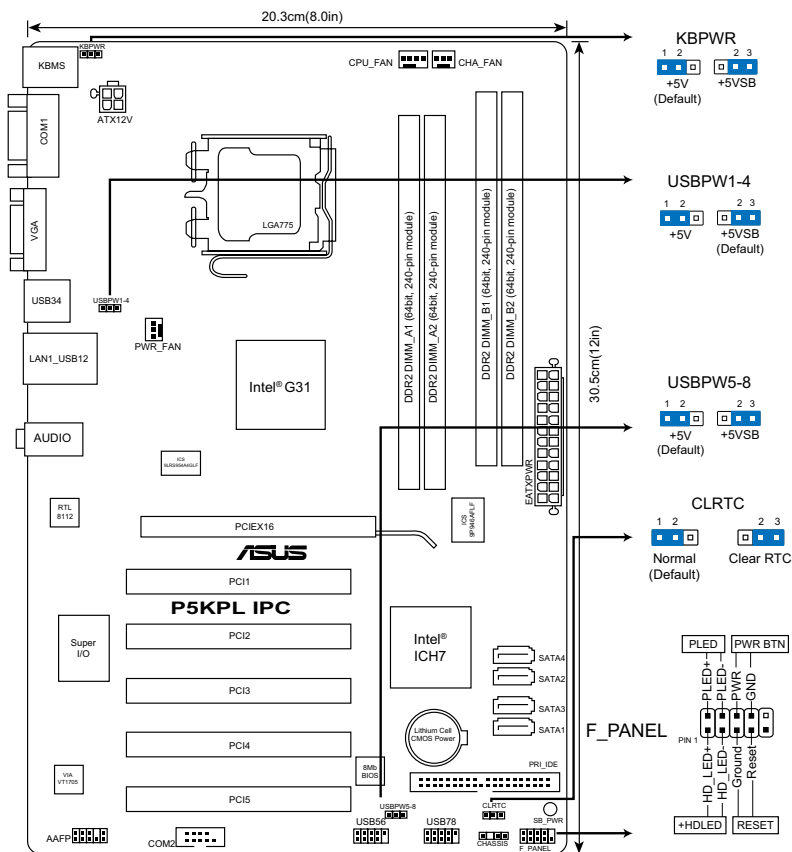 20.3cm(8.0in)
KBPWR
KBMS
CPU_FAN
CHA_FAN
ATX12V
COM1
VGA
LGA775
DDR2 DIMM_A1 (64bit, 240-pin module)
DDR2 DIMM_A2 (64bit, 240-pin module)
DDR2 DIMM_B1 (64bit, 240-pin module)
DDR2 DIMM_B2 (64bit, 240-pin module)
30.5cm(12in)
USB34
USBPW1-4
PWR_FAN
LAN1_USB12
Intel® G31
EATXPWR
AUDIO
ICS
RTL
8112
ICS
9P946AFLF
PCIEX16
ASUS
PCI1
P5KPL IPC
PCI2
Super
I/O
Intel®
ICH7
PCI3
SATA4
SATA2
SATA3
SATA1
PCI4
Lithium Cell
CMOS Power
VIA
VT1705
8Mb
BIOS
PRI_IDE
PCI5
USBPW5-8
CLRTC
SB_PWR
AAFP
COM2
USB56
USB78
CHASSIS
F_PANEL
KBPWR
1 2
2 3
+5V
(Default)
+5VSB
USBPW1-4
1 2
2 3
+5V
+5VSB
(Default)
USBPW5-8
1 2
2 3
+5V
(Default)
+5VSB
CLRTC
1 2
2 3
Normal
(Default)
Clear RTC
F_PANEL
PLED
PWR BTN
PLED+
PLED-
PWR
GND
PIN 1
HD_LED+
HD_LED-
Ground
Reset
+HDLED
RESET